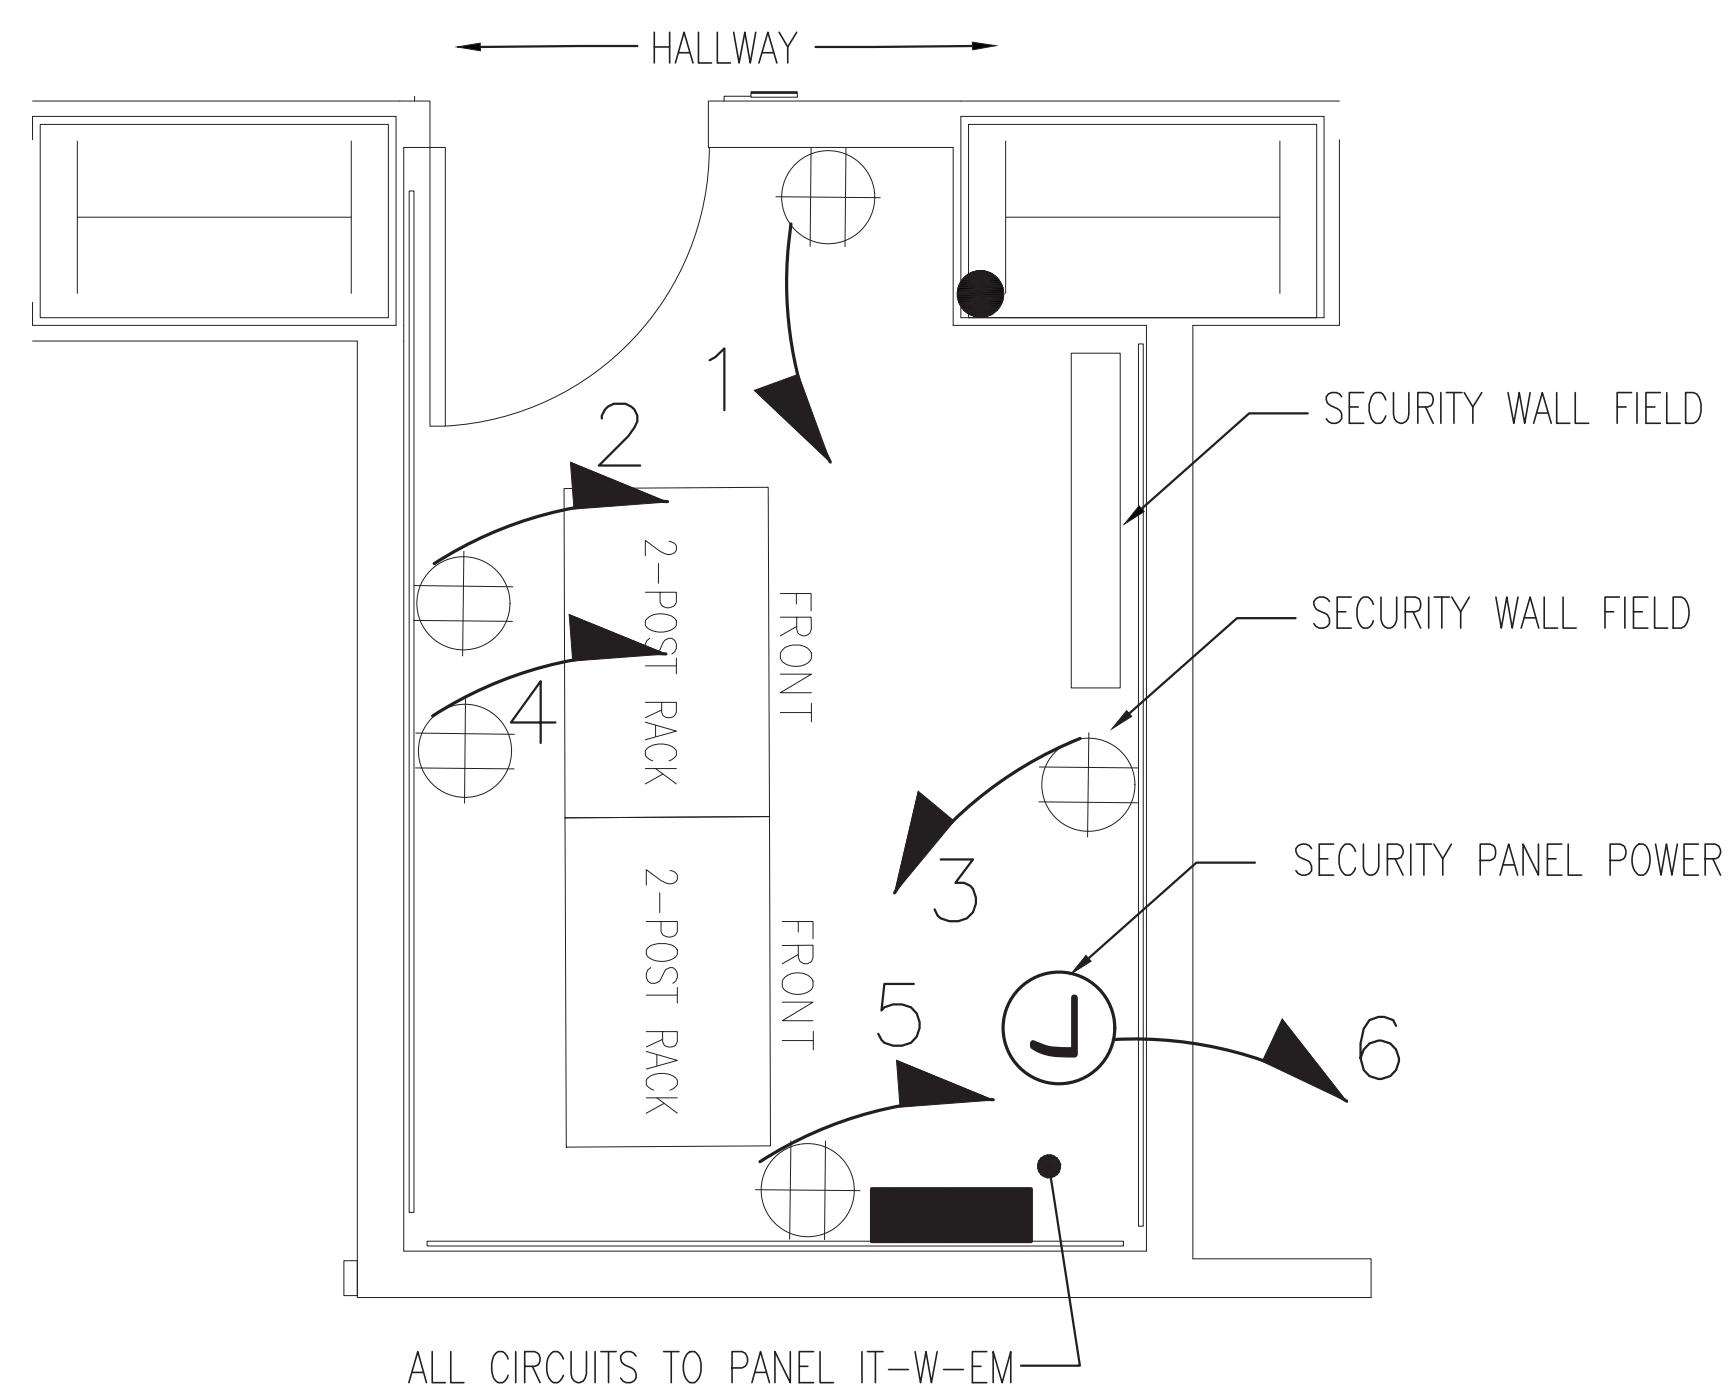 HALLWAY
1
2
SECURITY WALL FIELD
2-POST RACK
FRONT
SECURITY WALL FIELD
4
3
SECURITY PANEL POWER
2-POST RACK
FRONT
5
J
6
ALL CIRCUITS TO PANEL IT-W-EM